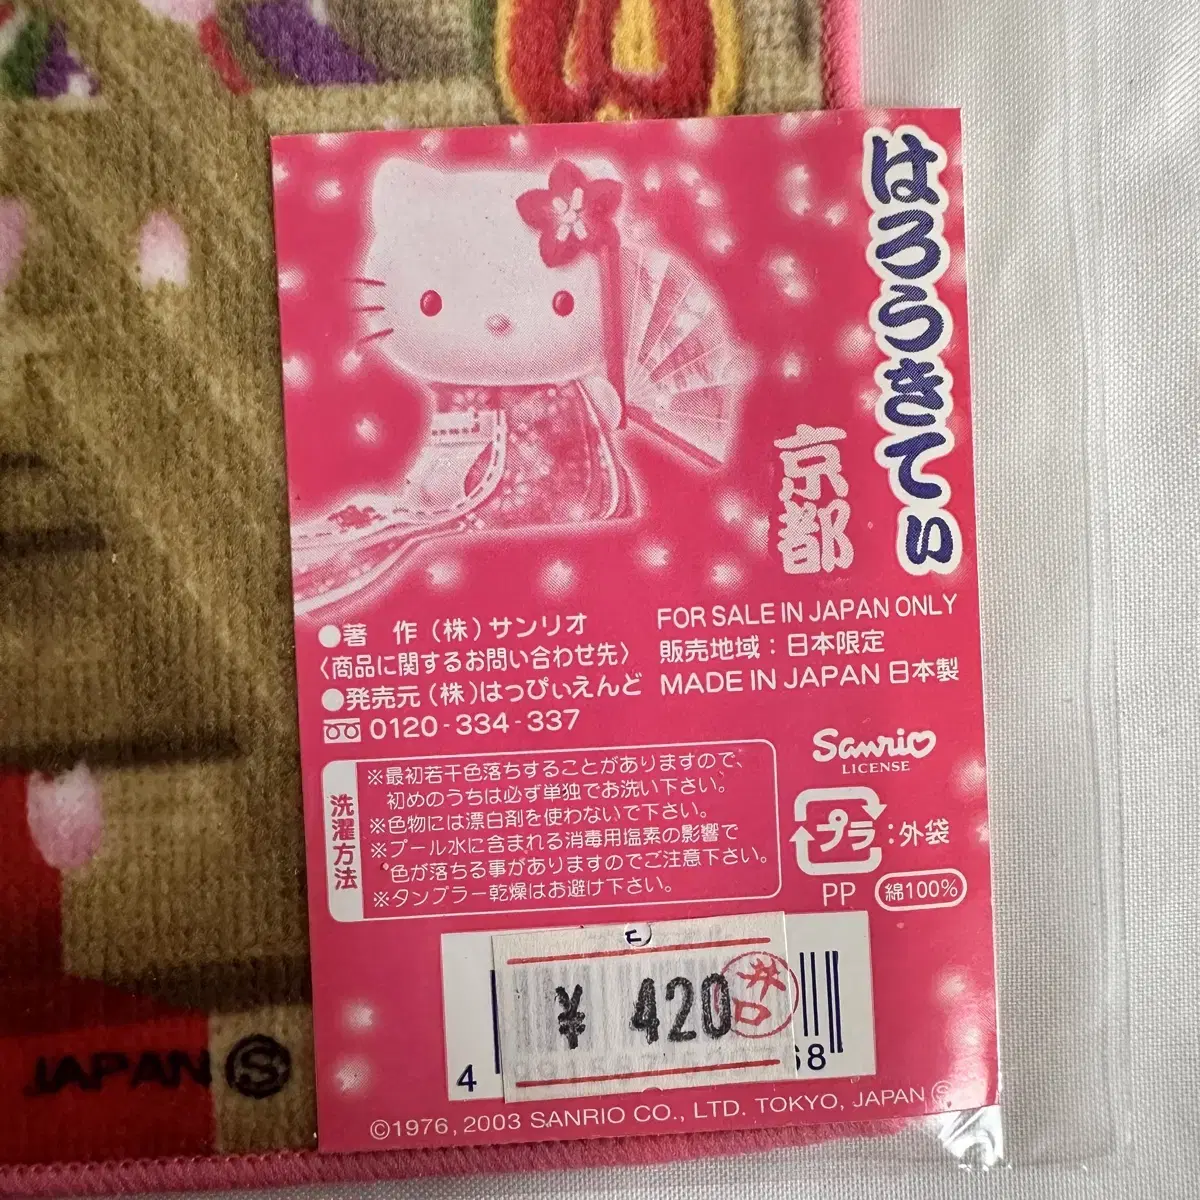 はろうきてぃ
京都
●著 作(株)サンリオ
〈商品に関するお問い合わせ先〉
●発売元(株)はっぴぃえんど
0120-334-337
FOR SALE IN JAPAN ONLY
販売地域:日本限定
MADE IN JAPAN 日本製
洗濯方法
※最初若干色落ちすることがありますので、
初めのうちは必ず単独でお洗い下さい。
※色物には漂白剤を使わないで下さい。
※プール水に含まれる消毒用塩素の影響で
色が落ちる事がありますのでご注意下さい。
※タンブラー乾燥はお避け下さい。
Sanrio
LICENSE
プラ:外袋
PP 綿100%
¥ 420
井口
4
68
©1976, 2003 SANRIO CO., LTD. TOKYO, JAPAN Ⓢ
JAPAN Ⓢ